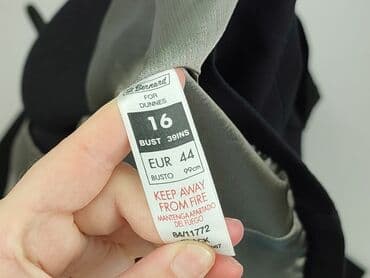 Bernard
FOR
DUNNES
16
BUST 39INS
EUR 44
BUSTO 99cm
KEEP AWAY
FROM FIRE
MANTENGA APARTADO
DEL FUEGO
84/11772